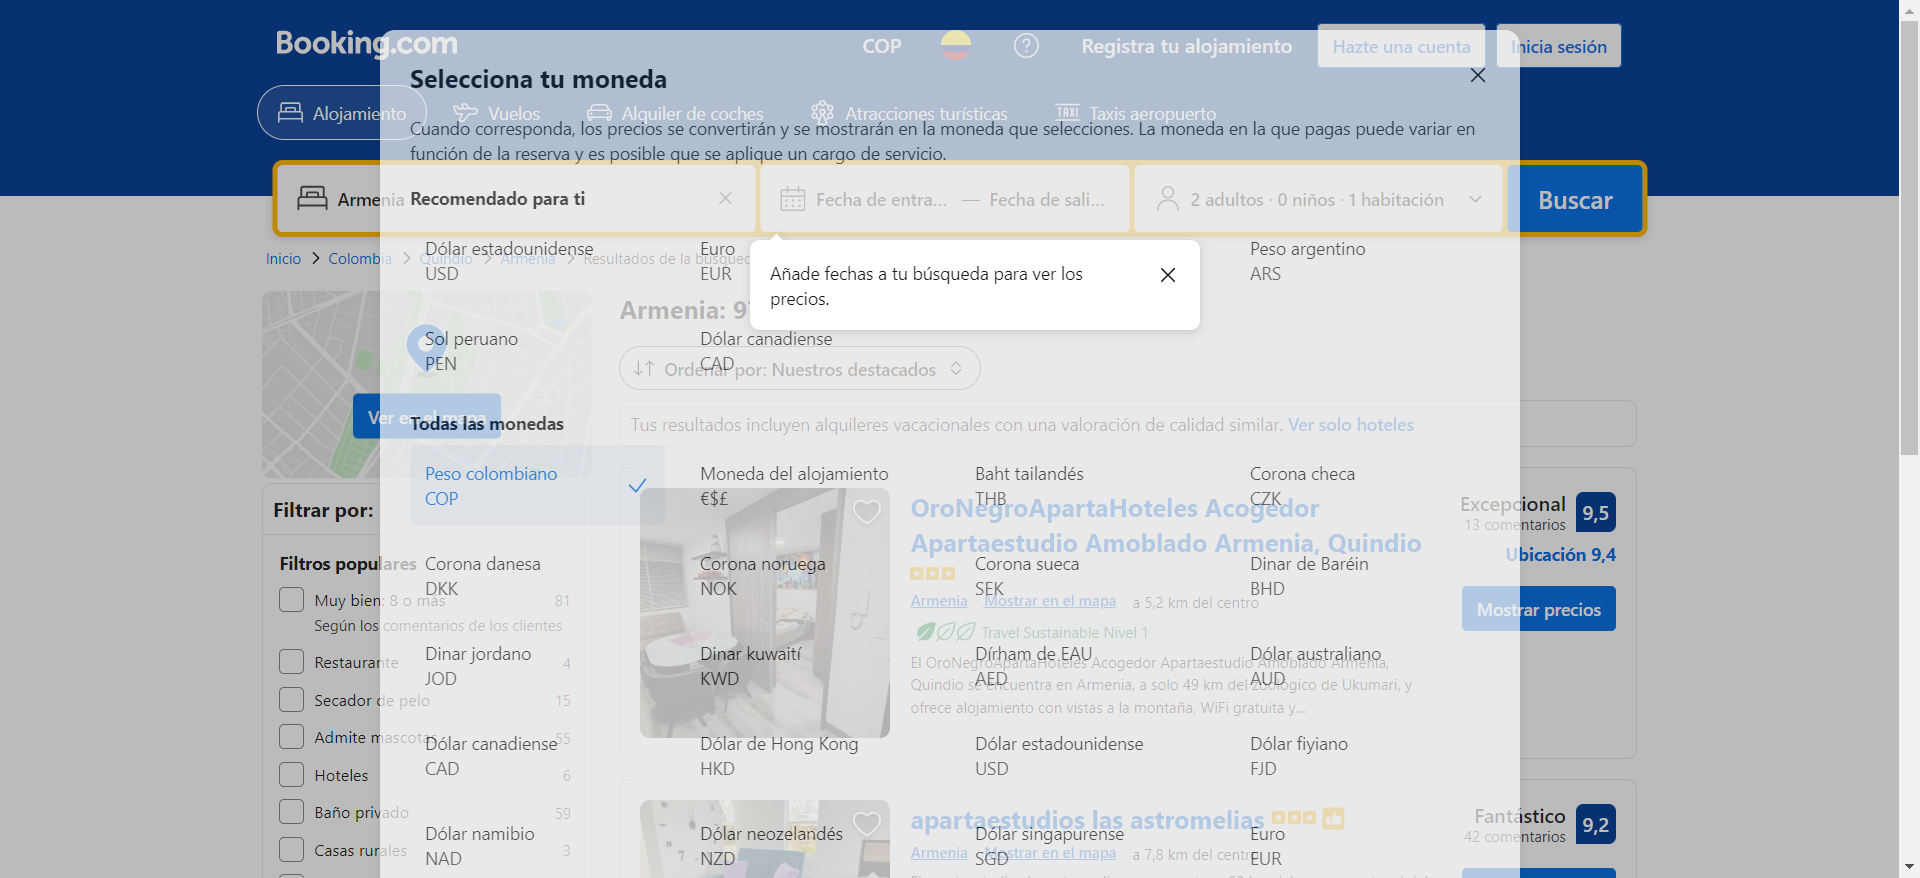 Booking.com
COP
Registra tu alojamiento
Hazte una cuenta
Inicia sesión
Selecciona tu moneda
Alojamiento
Vuelos
Alquiler de coches
Atracciones turísticas
TAXI
Taxis aeropuerto
Cuando corresponda, los precios se convertirán y se mostrarán en la moneda que selecciones. La moneda en la que pagas puede variar en
función de la reserva y es posible que se aplique un cargo de servicio.
Armenia
Recomendado para ti
Fecha de entra... — Fecha de sali...
2 adultos · 0 niños · 1 habitación
Buscar
Dólar estadounidense
USD
Euro
EUR
Peso argentino
ARS
Inicio
Colombia
Quindío
Armenia
Resultados de la búsqued
Añade fechas a tu búsqueda para ver los
precios.
Armenia: 9
Sol peruano
PEN
Dólar canadiense
CAD
Ordenar por: Nuestros destacados
Ver en el mapa
Todas las monedas
Tus resultados incluyen alquileres vacacionales con una valoración de calidad similar. Ver solo hoteles
Peso colombiano
COP
Moneda del alojamiento
€$£
Baht tailandés
THB
Corona checa
CZK
Filtrar por:
OroNegroApartaHoteles Acogedor
Apartaestudio Amoblado Armenia, Quindio
Excepcional
13 comentarios
9,5
Ubicación 9,4
Filtros populares
Corona danesa
DKK
Corona noruega
NOK
Corona sueca
SEK
Dinar de Baréin
BHD
Muy bien: 8 o más
81
Según los comentarios de los clientes
Armenia
Mostrar en el mapa
a 5,2 km del centro
Mostrar precios
Travel Sustainable Nivel 1
Restaurante
4
Dinar jordano
JOD
Dinar kuwaití
KWD
Dírham de EAU
AED
Dólar australiano
AUD
El OroNegroApartaHoteles Acogedor Apartaestudio Amoblado Armenia,
Quindio se encuentra en Armenia, a solo 49 km del zoológico de Ukumari, y
ofrece alojamiento con vistas a la montaña, WiFi gratuita y...
Secador de pelo
15
Admite mascotas
55
Dólar canadiense
CAD
Dólar de Hong Kong
HKD
Dólar estadounidense
USD
Dólar fiyiano
FJD
Hoteles
6
Baño privado
59
apartaestudios las astromelias
Fantástico
42 comentarios
9,2
Dólar namibio
NAD
Dólar neozelandés
NZD
Dólar singapurense
SGD
Euro
EUR
Casas rurales
3
Armenia
Mostrar en el mapa
a 7,8 km del centro